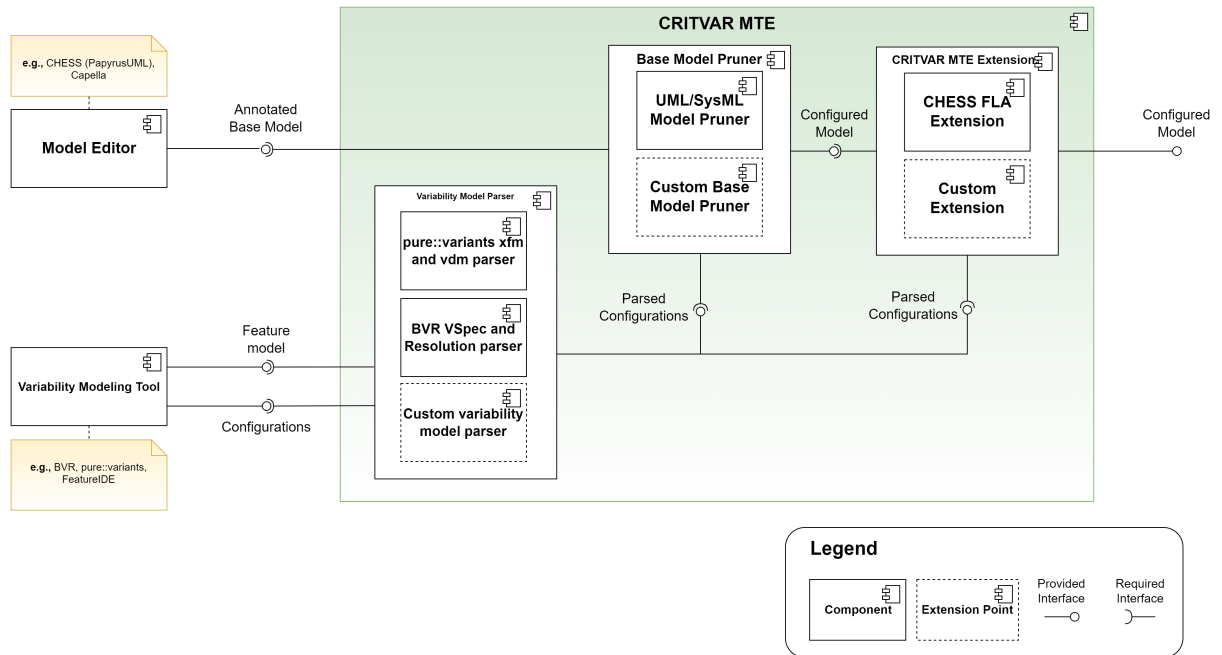 CRITVAR MTE
e.g., CHESS (PapyrusUML),
Capella
Model Editor
Annotated
Base Model
Base Model Pruner
UML/SysML
Model Pruner
Custom Base
Model Pruner
Configured
Model
CRITVAR MTE Extension
CHESS FLA
Extension
Custom
Extension
Configured
Model
Variability Model Parser
pure::variants xfm
and vdm parser
BVR VSpec and
Resolution parser
Custom variability
model parser
Parsed
Configurations
Parsed
Configurations
Feature
model
Variability Modeling Tool
Configurations
e.g., BVR, pure::variants,
FeatureIDE
Legend
Component
Extension Point
Provided
Interface
Required
Interface